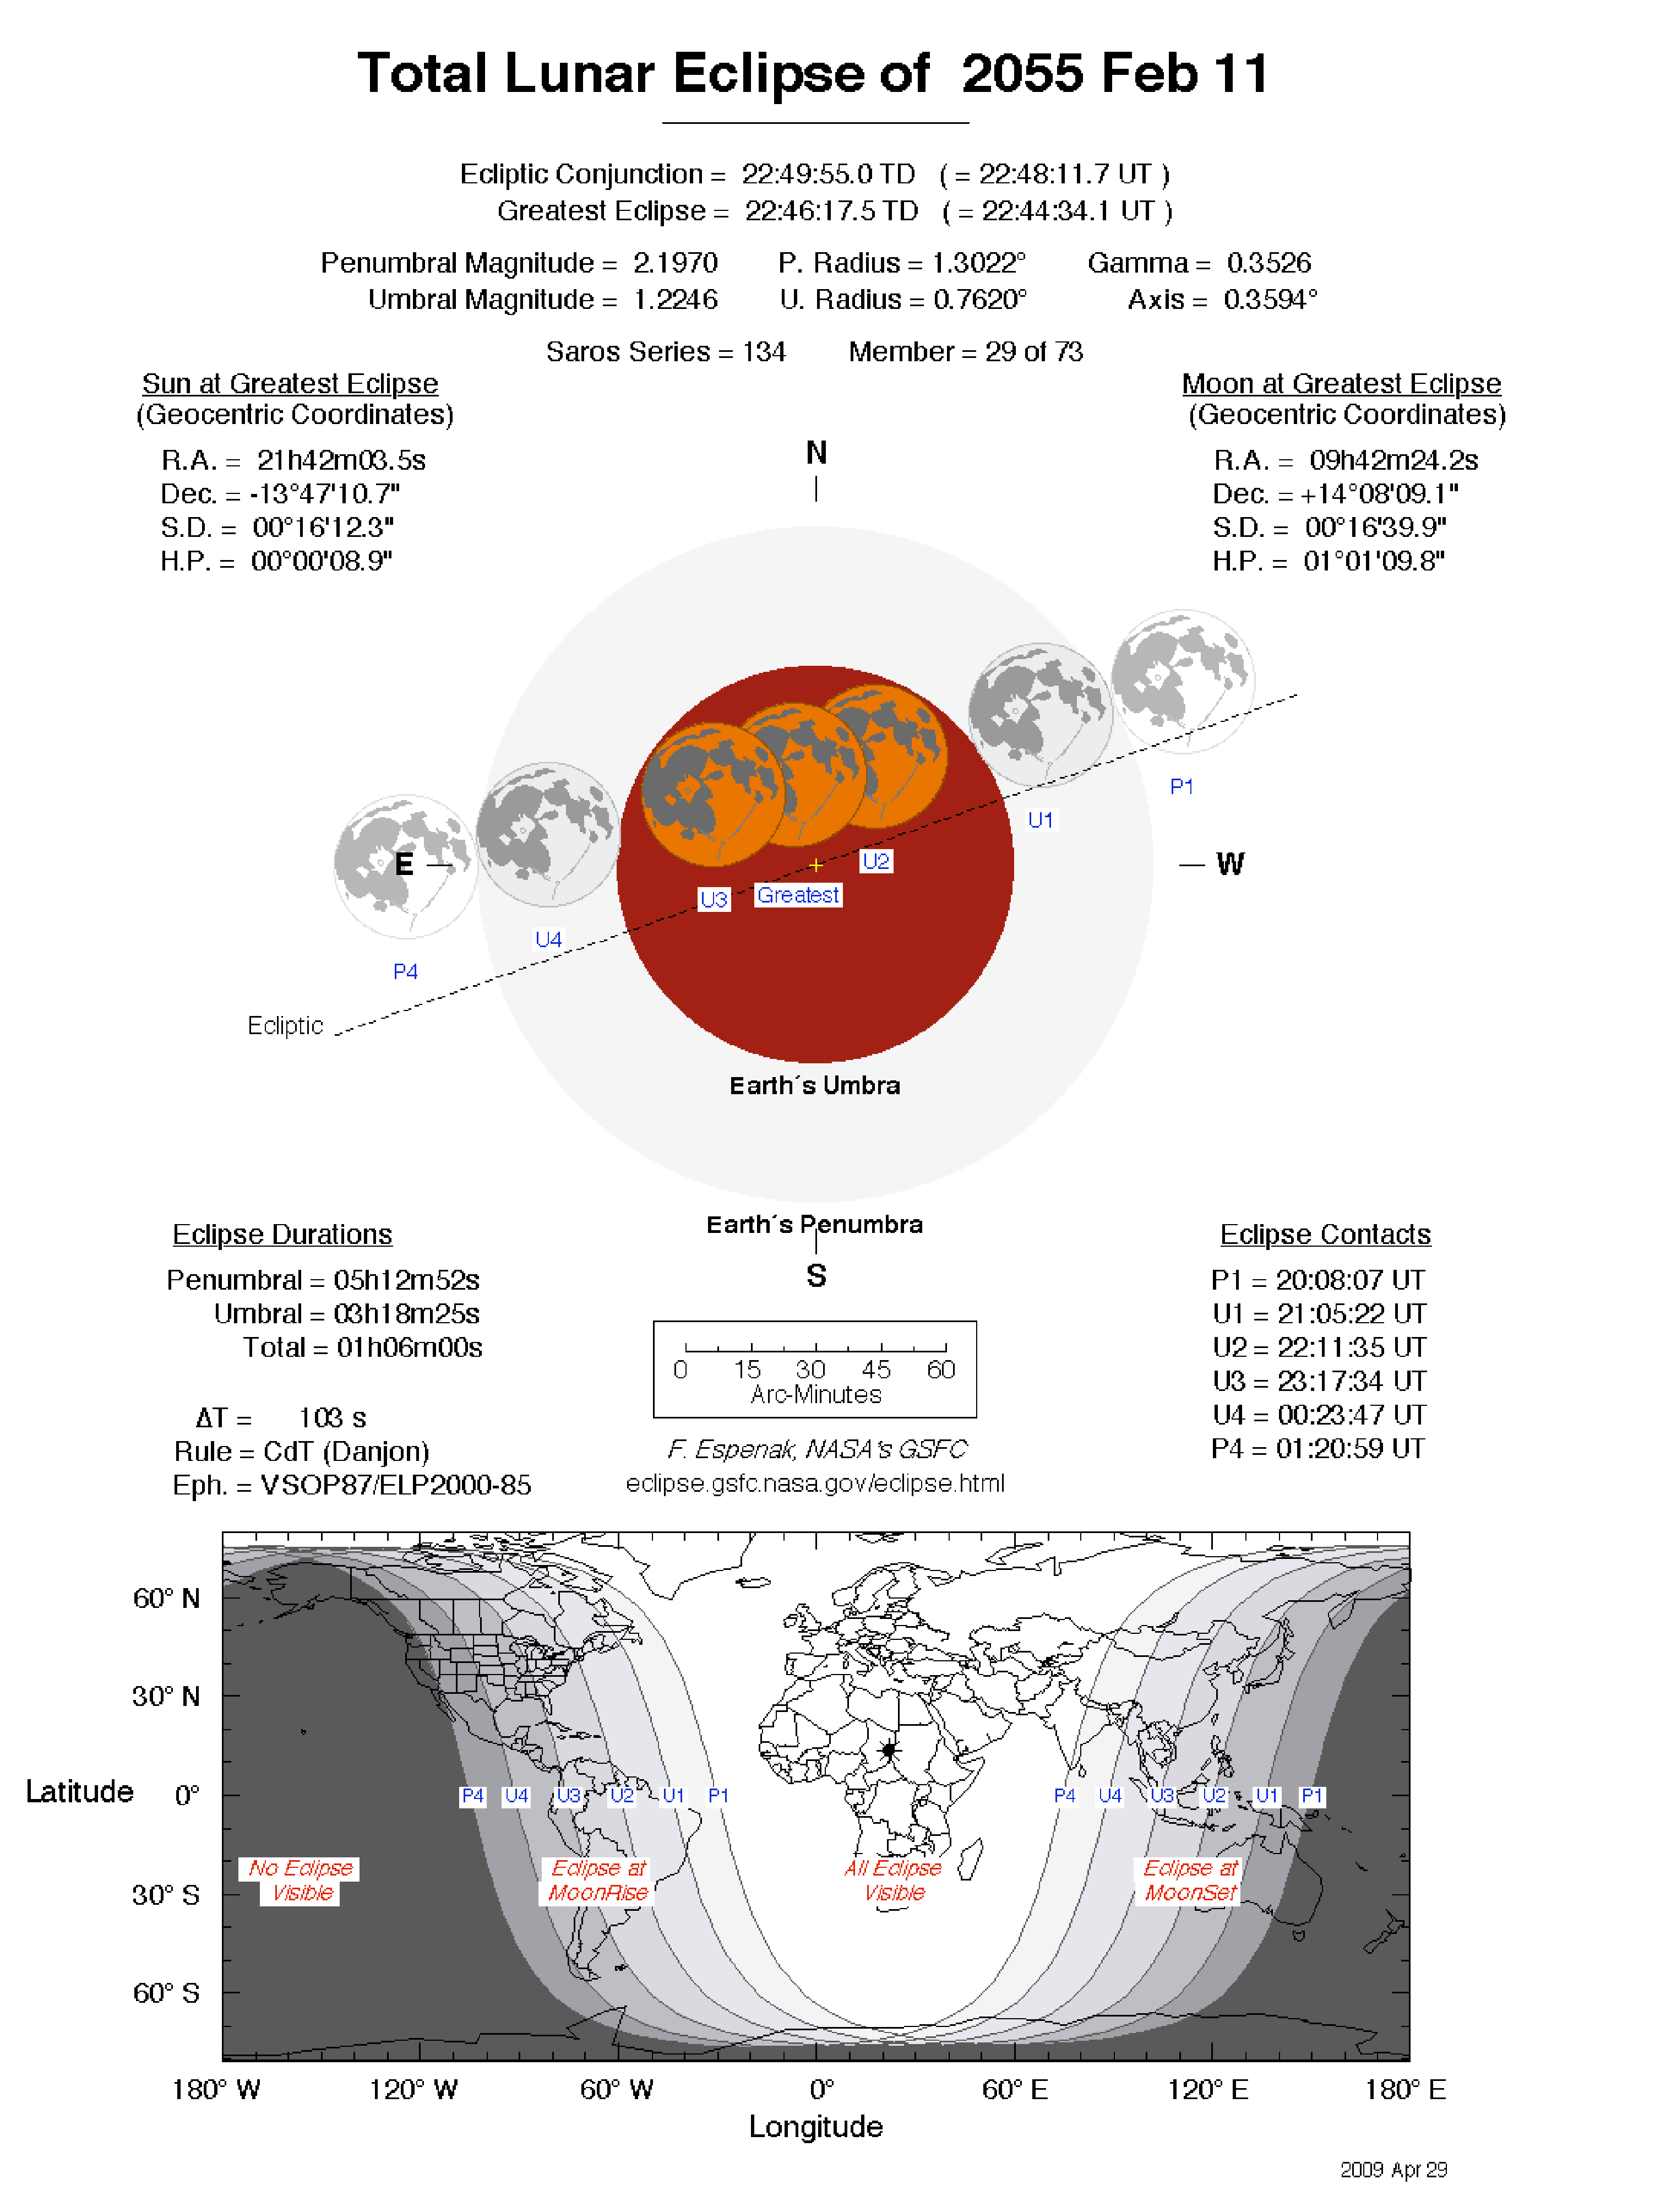 Total Lunar Eclipse of 2055 Feb 11
Ecliptic Conjunction = 22:49:55.0 TD ( = 22:48:11.7 UT )
Greatest Eclipse = 22:46:17.5 TD ( = 22:44:34.1 UT )
Penumbral Magnitude = 2.1970 P. Radius = 1.3022° Gamma = 0.3526
Umbral Magnitude = 1.2246 U. Radius = 0.7620° Axis = 0.3594°
Saros Series = 134 Member = 29 of 73
Sun at Greatest Eclipse
(Geocentric Coordinates)
R.A. = 21h42m03.5s
Dec. = -13°47'10.7"
S.D. = 00°16'12.3"
H.P. = 00°00'08.9"
Moon at Greatest Eclipse
(Geocentric Coordinates)
R.A. = 09h42m24.2s
Dec. = +14°08'09.1"
S.D. = 00°16'39.9"
H.P. = 01°01'09.8"
N
P1
U1
E
W
U2
Greatest
U3
U4
P4
Ecliptic
Earth´s Umbra
Earth´s Penumbra
S
Eclipse Durations
Penumbral = 05h12m52s
Umbral = 03h18m25s
Total = 01h06m00s
ΔT = 103 s
Rule = CdT (Danjon)
Eph. = VSOP87/ELP2000-85
0 15 30 45 60
Arc-Minutes
F. Espenak, NASA's GSFC
eclipse.gsfc.nasa.gov/eclipse.html
Eclipse Contacts
P1 = 20:08:07 UT
U1 = 21:05:22 UT
U2 = 22:11:35 UT
U3 = 23:17:34 UT
U4 = 00:23:47 UT
P4 = 01:20:59 UT
60° N
30° N
Latitude 0°
30° S
60° S
P4 U4 U3 U2 U1 P1 P4 U4 U3 U2 U1 P1
No Eclipse
Visible
Eclipse at
MoonRise
All Eclipse
Visible
Eclipse at
MoonSet
180° W 120° W 60° W 0° 60° E 120° E 180° E
Longitude
2009 Apr 29